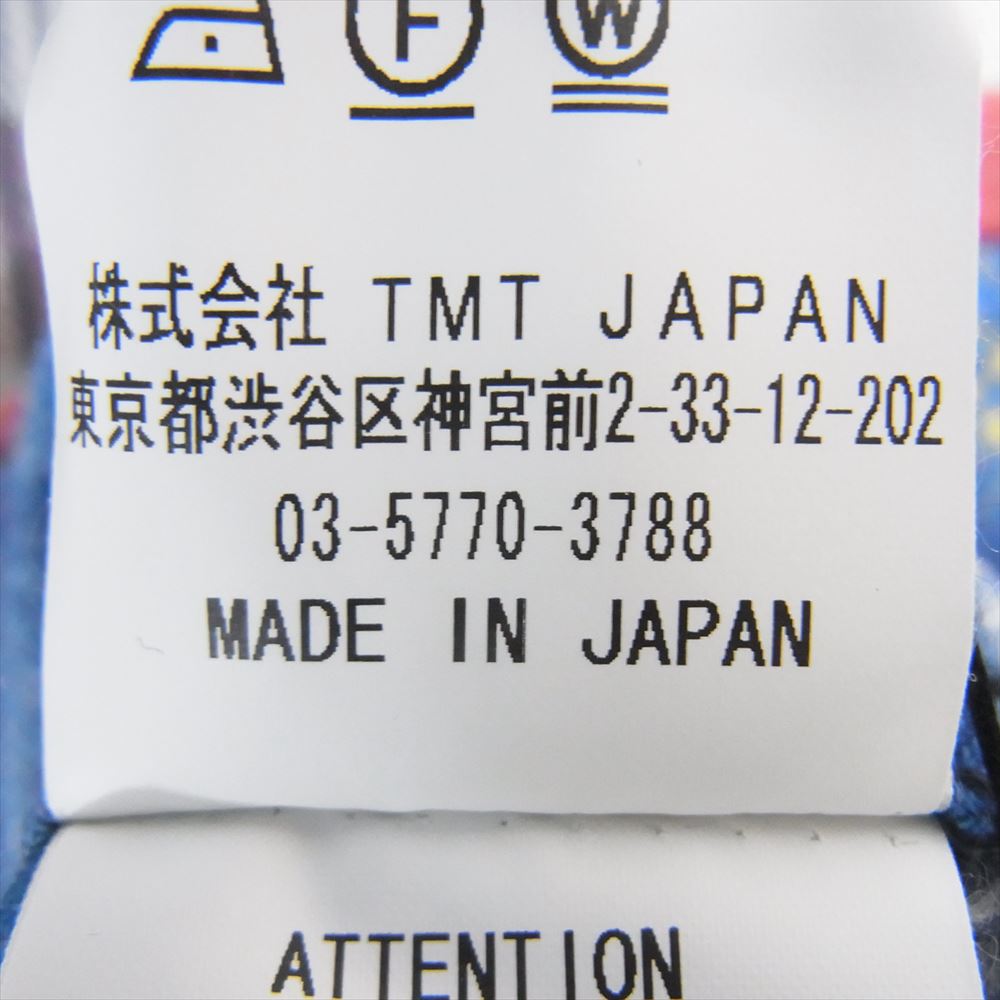 F W
株式会社 TMT JAPAN
東京都渋谷区神宮前2-33-12-202
03-5770-3788
MADE IN JAPAN
ATTENTION